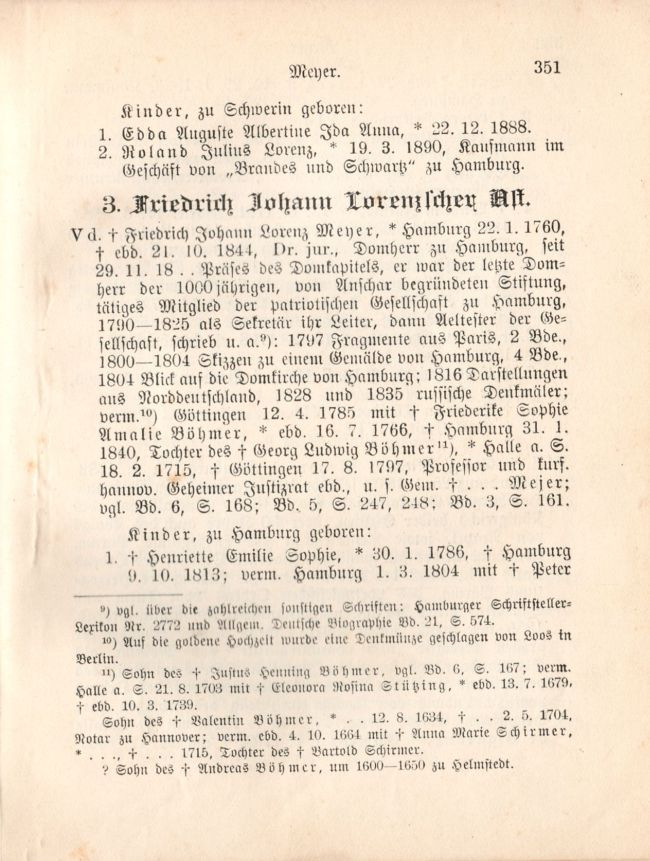 Meyer. 351
Kinder, zu Schwerin geboren:
1. Edda Auguste Albertine Ida Anna, * 22. 12. 1888.
2. Roland Julius Lorenz, * 19. 3. 1890, Kaufmann im
Geschäft von „Brandes und Schwartz“ zu Hamburg.
3. Friedrich Johann Lorenzscher Ast.
V d. † Friedrich Johann Lorenz Meyer, * Hamburg 22. 1. 1760,
† ebd. 21. 10. 1844, Dr. jur., Domherr zu Hamburg, seit
29. 11. 18 . . Präses des Domkapitels, er war der letzte Dom=
herr der 1000jährigen, von Anschar begründeten Stiftung,
tätiges Mitglied der patriotischen Gesellschaft zu Hamburg,
1790—1825 als Sekretär ihr Leiter, dann Aeltester der Ge=
sellschaft, schrieb u. a.⁹): 1797 Fragmente aus Paris, 2 Bde.,
1800—1804 Skizzen zu einem Gemälde von Hamburg, 4 Bde.,
1804 Blick auf die Domkirche von Hamburg; 1816 Darstellungen
aus Norddeutschland, 1828 und 1835 russische Denkmäler;
verm.¹⁰) Göttingen 12. 4. 1785 mit † Friederike Sophie
Amalie Böhmer, * ebd. 16. 7. 1766, † Hamburg 31. 1.
1840, Tochter des † Georg Ludwig Böhmer¹¹), * Halle a. S.
18. 2. 1715, † Göttingen 17. 8. 1797, Professor und kurf.
hannov. Geheimer Justizrat ebd., u. s. Gem. † . . . Mejer;
vgl. Bd. 6, S. 168; Bd. 5, S. 247, 248; Bd. 3, S. 161.
Kinder, zu Hamburg geboren:
1. † Henriette Emilie Sophie, * 30. 1. 1786, † Hamburg
9. 10. 1813; verm. Hamburg 1. 3. 1804 mit † Peter
⁹) vgl. über die zahlreichen sonstigen Schriften: Hamburger Schriftsteller=
Lexikon Nr. 2772 und Allgem. Deutsche Biographie Bd. 21, S. 574.
¹⁰) Auf die goldene Hochzeit wurde eine Denkmünze geschlagen von Loos in
Berlin.
¹¹) Sohn des † Justus Henning Böhmer, vgl. Bd. 6, S. 167; verm.
Halle a. S. 21. 8. 1703 mit † Eleonora Rosina Stützing, * ebd. 13. 7. 1679,
† ebd. 10. 3. 1739.
Sohn des † Valentin Böhmer, * . . 12. 8. 1634, † . . 2. 5. 1704,
Notar zu Hannover; verm. ebd. 4. 10. 1664 mit † Anna Marie Schirmer,
* . . ., † . . . 1715, Tochter des † Bartold Schirmer.
? Sohn des † Andreas Böhmer, um 1600—1650 zu Helmstedt.